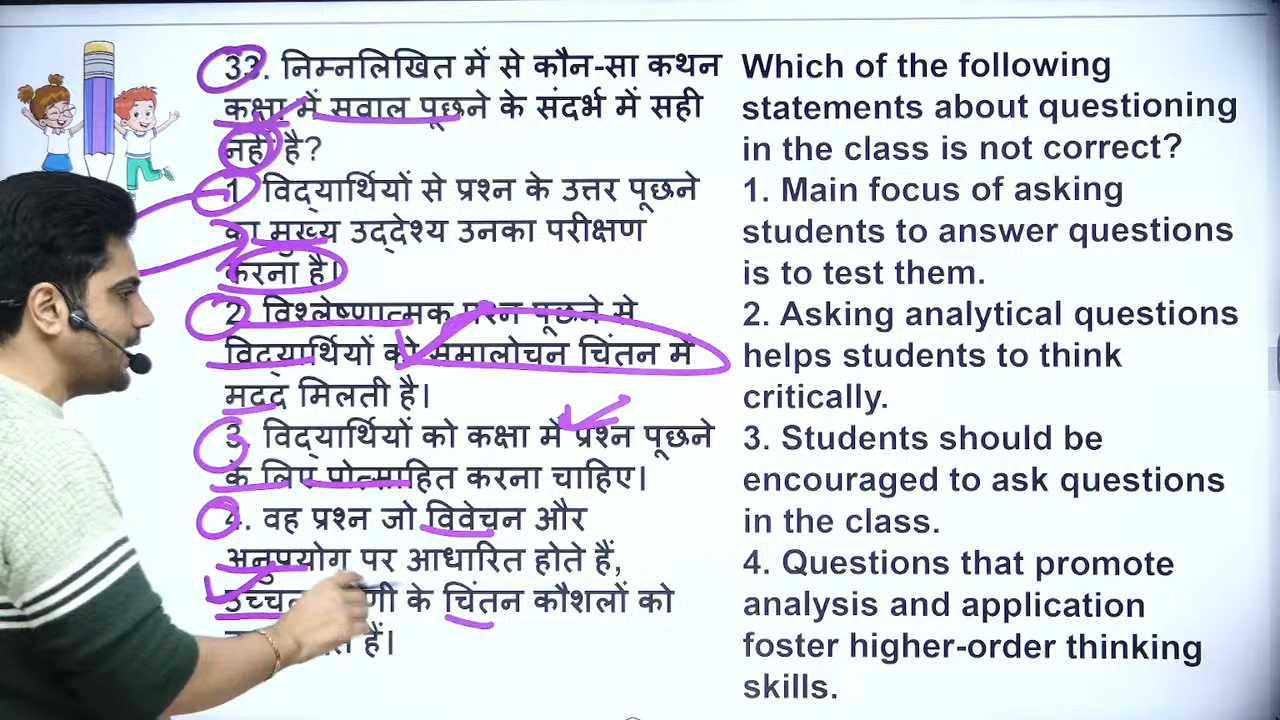 33. निम्नलिखित में से कौन-सा कथन
कक्षा में सवाल पूछने के संदर्भ में सही
नहीं है?
1. विद्यार्थियों से प्रश्न के उत्तर पूछने
का मुख्य उद्देश्य उनका परीक्षण
करना है।
2. विश्लेष्णात्मक प्रश्न पूछने से
विद्यार्थियों को समालोचन चिंतन में
मदद मिलती है।
3. विद्यार्थियों को कक्षा में प्रश्न पूछने
के लिए प्रोत्साहित करना चाहिए।
4. वह प्रश्न जो विवेचन और
अनुपयोग पर आधारित होते हैं,
के चिंतन कौशलों को
हैं।
Which of the following
statements about questioning
in the class is not correct?
1. Main focus of asking
students to answer questions
is to test them.
2. Asking analytical questions
helps students to think
critically.
3. Students should be
encouraged to ask questions
in the class.
4. Questions that promote
analysis and application
foster higher-order thinking
skills.